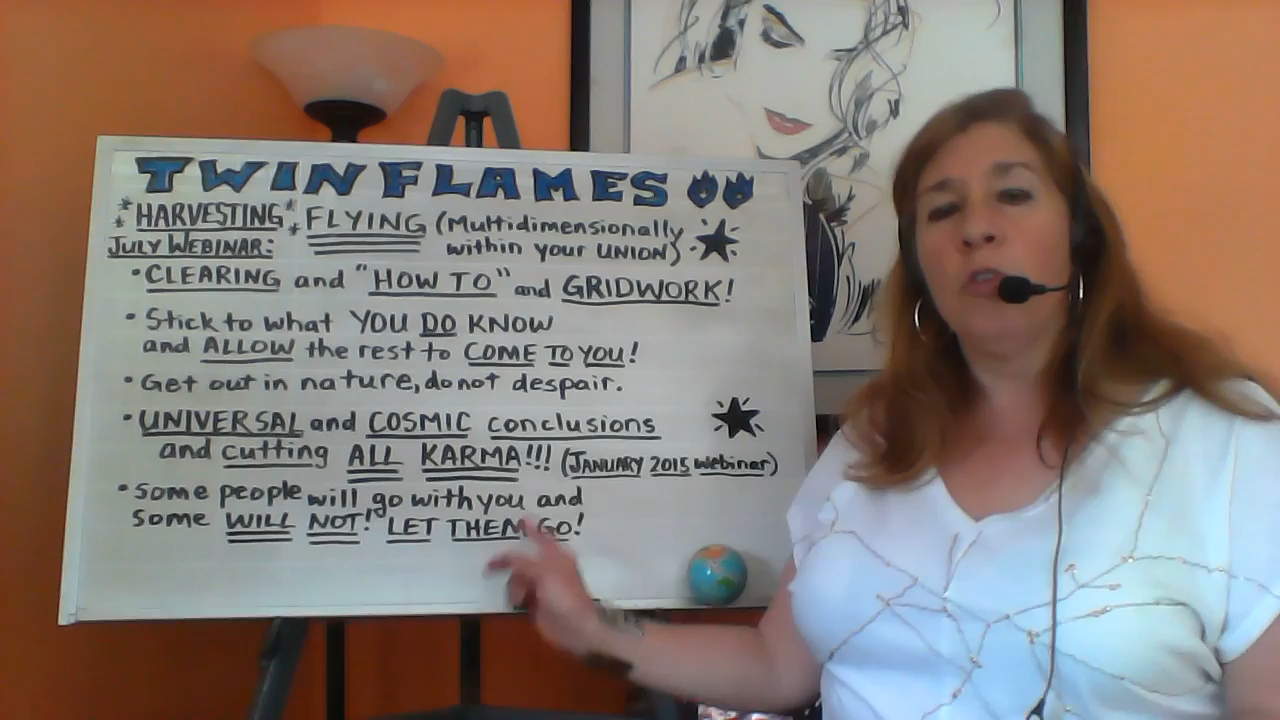 TWIN FLAMES
*HARVESTING* *FLYING (Multidimensionally
JULY WEBINAR: within your UNION)
• CLEARING and "HOW TO" and GRIDWORK!
• Stick to what YOU DO KNOW
and ALLOW the rest to COME TO YOU!
• Get out in nature, do not despair.
• UNIVERSAL and COSMIC conclusions
and cutting ALL KARMA!!! (JANUARY 2015 webinar)
• Some people will go with you and
some WILL NOT! LET THEM GO!